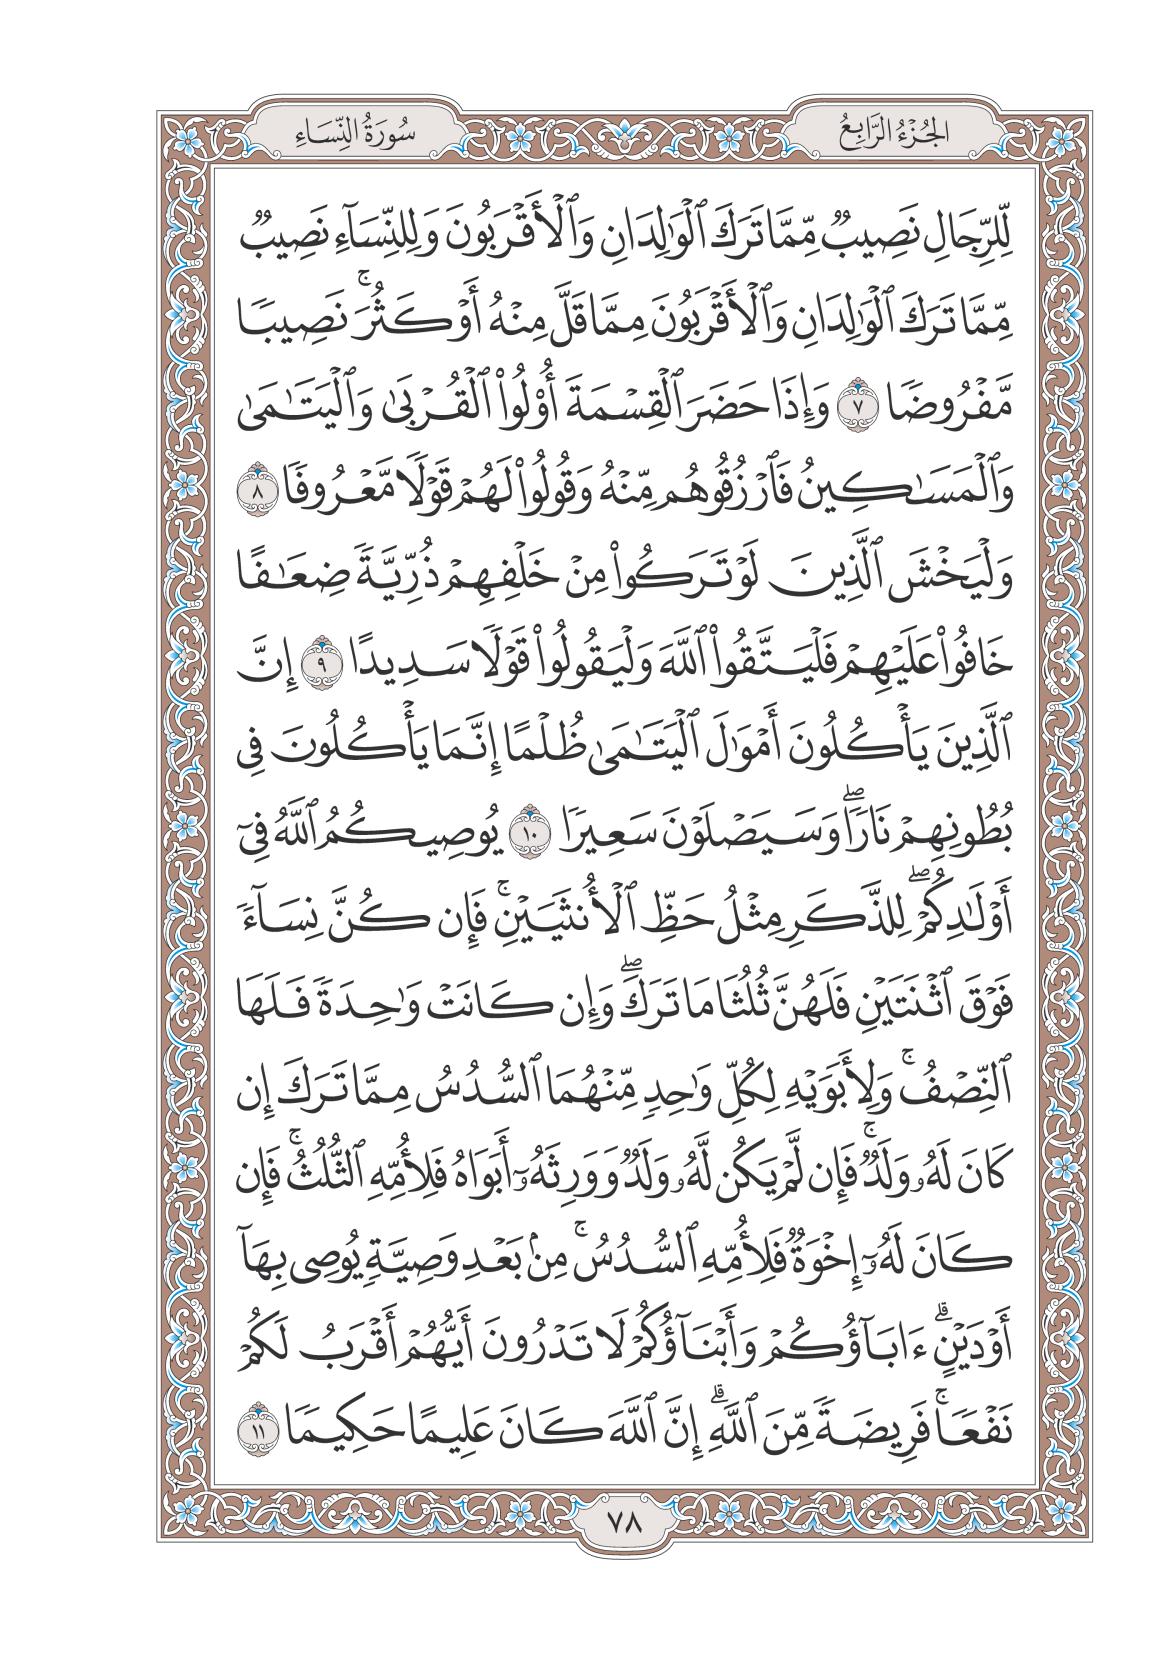 الجُزْءُ الرَّابِعُ
سُورَةُ النِّسَاءِ
لِّلرِّجَالِ نَصِيبٌ مِّمَّا تَرَكَ ٱلْوَٰلِدَانِ وَٱلْأَقْرَبُونَ وَلِلنِّسَآءِ نَصِيبٌ
مِّمَّا تَرَكَ ٱلْوَٰلِدَانِ وَٱلْأَقْرَبُونَ مِمَّا قَلَّ مِنْهُ أَوْ كَثُرَۚ نَصِيبًا
مَّفْرُوضًا ٧ وَإِذَا حَضَرَ ٱلْقِسْمَةَ أُوْلُواْ ٱلْقُرْبَىٰ وَٱلْيَتَٰمَىٰ
وَٱلْمَسَٰكِينُ فَٱرْزُقُوهُم مِّنْهُ وَقُولُواْ لَهُمْ قَوْلًا مَّعْرُوفًا ٨
وَلْيَخْشَ ٱلَّذِينَ لَوْ تَرَكُواْ مِنْ خَلْفِهِمْ ذُرِّيَّةً ضِعَٰفًا
خَافُواْ عَلَيْهِمْ فَلْيَتَّقُواْ ٱللَّهَ وَلْيَقُولُواْ قَوْلًا سَدِيدًا ٩ إِنَّ
ٱلَّذِينَ يَأْكُلُونَ أَمْوَٰلَ ٱلْيَتَٰمَىٰ ظُلْمًا إِنَّمَا يَأْكُلُونَ فِى
بُطُونِهِمْ نَارًاۖ وَسَيَصْلَوْنَ سَعِيرًا ١٠ يُوصِيكُمُ ٱللَّهُ فِىٓ
أَوْلَٰدِكُمْۖ لِلذَّكَرِ مِثْلُ حَظِّ ٱلْأُنثَيَيْنِۚ فَإِن كُنَّ نِسَآءً
فَوْقَ ٱثْنَتَيْنِ فَلَهُنَّ ثُلُثَا مَا تَرَكَۖ وَإِن كَانَتْ وَٰحِدَةً فَلَهَا
ٱلنِّصْفُۚ وَلِأَبَوَيْهِ لِكُلِّ وَٰحِدٍ مِّنْهُمَا ٱلسُّدُسُ مِمَّا تَرَكَ إِن
كَانَ لَهُۥ وَلَدٌۚ فَإِن لَّمْ يَكُن لَّهُۥ وَلَدٌ وَوَرِثَهُۥٓ أَبَوَاهُ فَلِأُمِّهِ ٱلثُّلُثُۚ فَإِن
كَانَ لَهُۥٓ إِخْوَةٌ فَلِأُمِّهِ ٱلسُّدُسُۚ مِنۢ بَعْدِ وَصِيَّةٍ يُوصِى بِهَآ
أَوْ دَيْنٍۗ ءَابَآؤُكُمْ وَأَبْنَآؤُكُمْ لَا تَدْرُونَ أَيُّهُمْ أَقْرَبُ لَكُمْ
نَفْعًاۚ فَرِيضَةً مِّنَ ٱللَّهِۗ إِنَّ ٱللَّهَ كَانَ عَلِيمًا حَكِيمًا ١١
٧٨